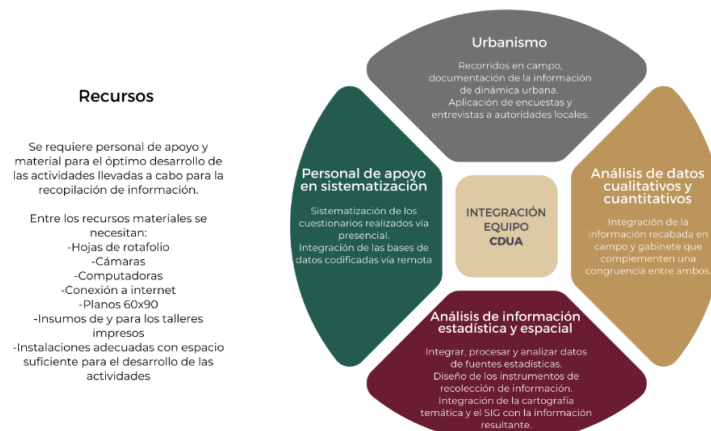 Recursos
Se requiere personal de apoyo y
material para el óptimo desarrollo de
las actividades llevadas a cabo para la
recopilación de información.
Entre los recursos materiales se
necesitan:
-Hojas de rotafolio
-Cámaras
-Computadoras
-Conexión a internet
-Planos 60x90
-Insumos de y para los talleres
impresos
-Instalaciones adecuadas con espacio
suficiente para el desarrollo de las
actividades
Urbanismo
Recorridos en campo,
documentación de la información
de dinámica urbana.
Aplicación de encuestas y
entrevistas a autoridades locales.
Personal de apoyo
en sistematización
Sistematización de los
cuestionarios realizados vía
presencial.
Integración de las bases de
datos codificadas vía remota
INTEGRACIÓN
EQUIPO
CDUA
Análisis de datos
cualitativos y
cuantitativos
Integración de la
información recabada en
campo y gabinete que
complementen una
congruencia entre ambos.
Análisis de información
estadística y espacial
Integrar, procesar y analizar datos
de fuentes estadísticas.
Diseño de los instrumentos de
recolección de información.
Integración de la cartografía
temática y el SIG con la información
resultante.